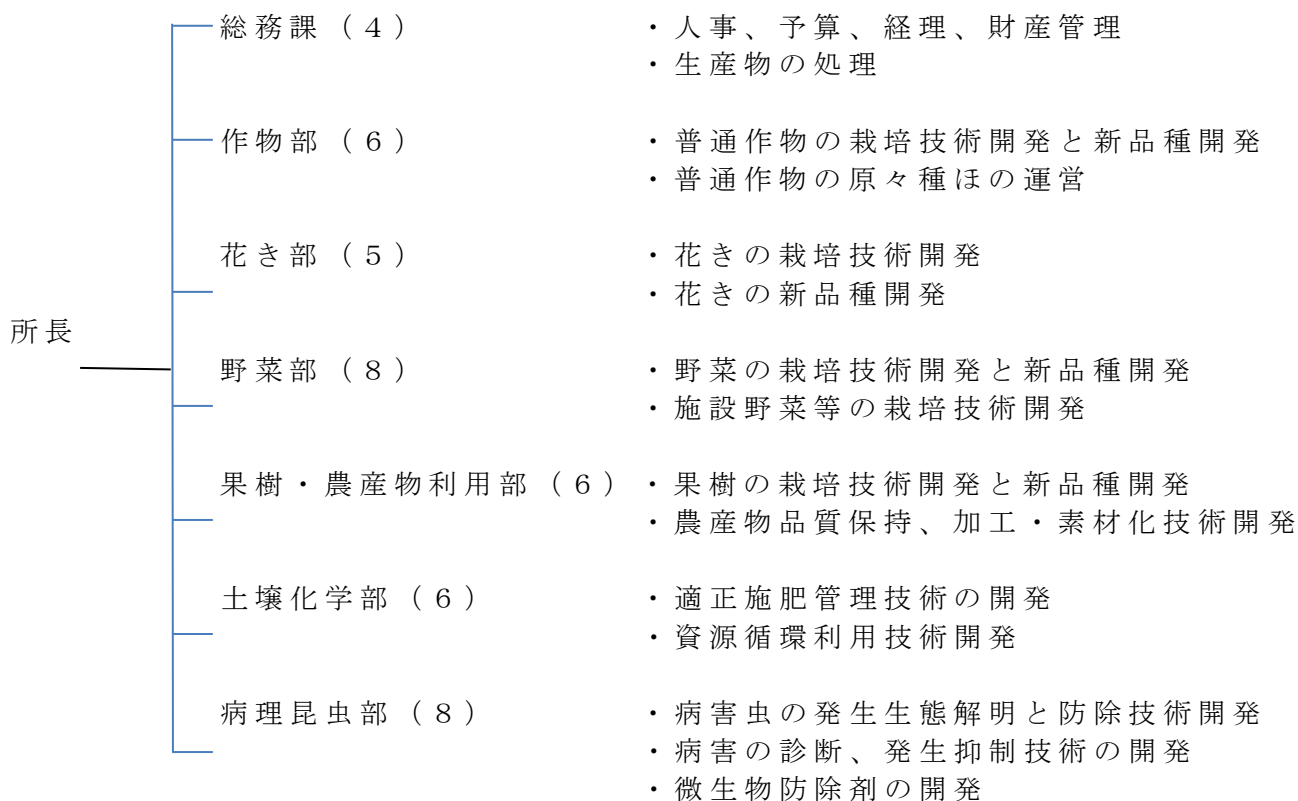 総務課（４） ・人事、予算、経理、財産管理
・生産物の処理
作物部（６） ・普通作物の栽培技術開発と新品種開発
・普通作物の原々種ほの運営
花き部（５） ・花きの栽培技術開発
・花きの新品種開発
所長
野菜部（８） ・野菜の栽培技術開発と新品種開発
・施設野菜等の栽培技術開発
果樹・農産物利用部（６） ・果樹の栽培技術開発と新品種開発
・農産物品質保持、加工・素材化技術開発
土壌化学部（６） ・適正施肥管理技術の開発
・資源循環利用技術開発
病理昆虫部（８） ・病害虫の発生生態解明と防除技術開発
・病害の診断、発生抑制技術の開発
・微生物防除剤の開発